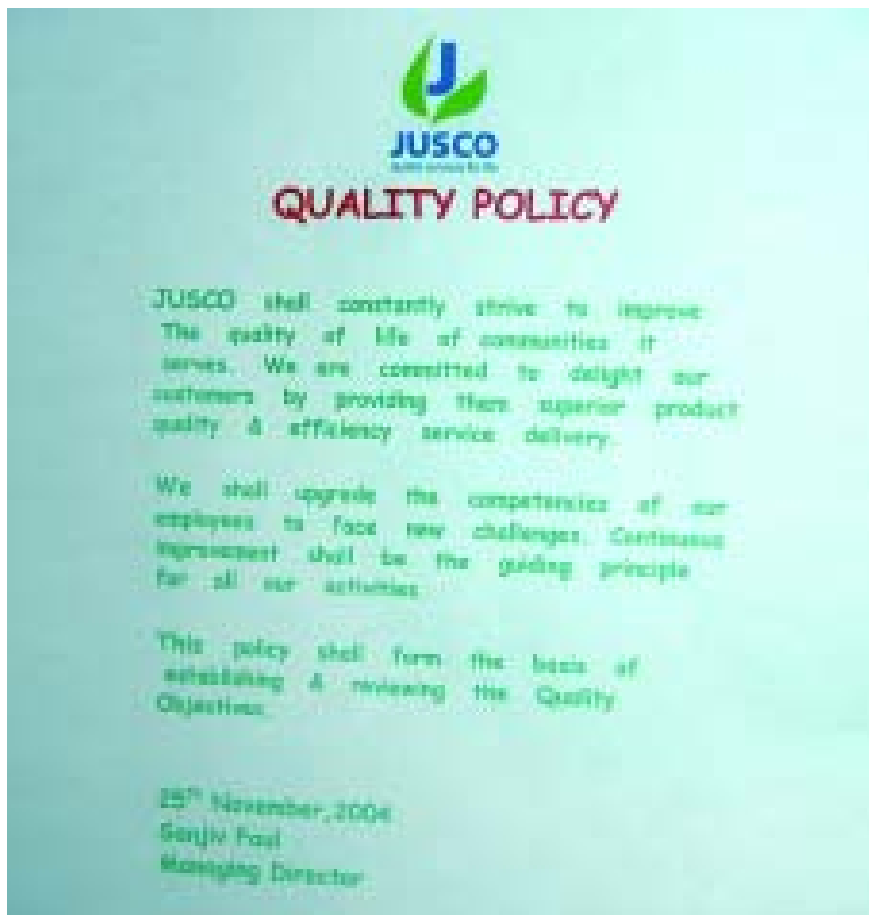 J
JUSCO
QUALITY POLICY
JUSCO shall constantly strive to improve
The quality of life of communities it
serves. We are committed to delight our
customers by providing them superior product
quality & efficiency service delivery.
We shall upgrade the competencies of our
employees to face new challenges. Continuous
improvement shall be the guiding principle
for all our activities
This policy shall form the basis of
establishing & reviewing the Quality
Objectives.
November, 2004
Sanjiv Paul
Managing Director